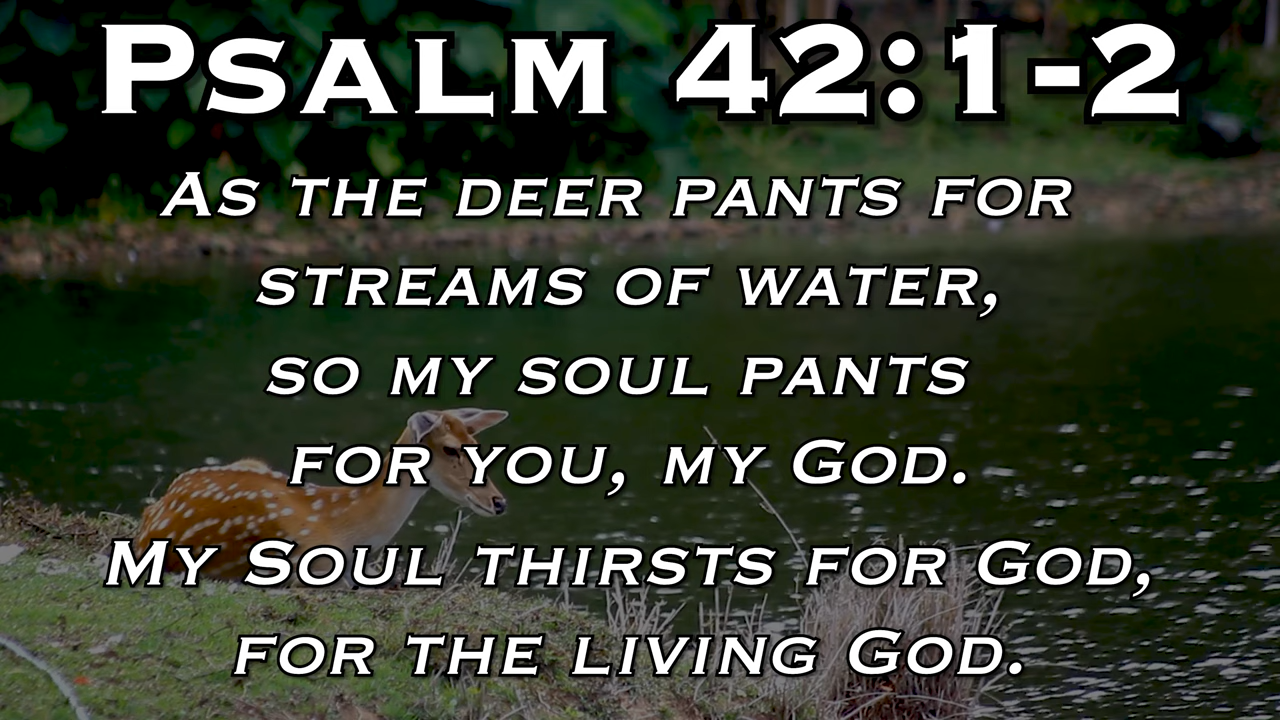 Psalm 42:1-2
As the deer pants for
streams of water,
so my soul pants
for you, my God.
My Soul thirsts for God,
for the living God.